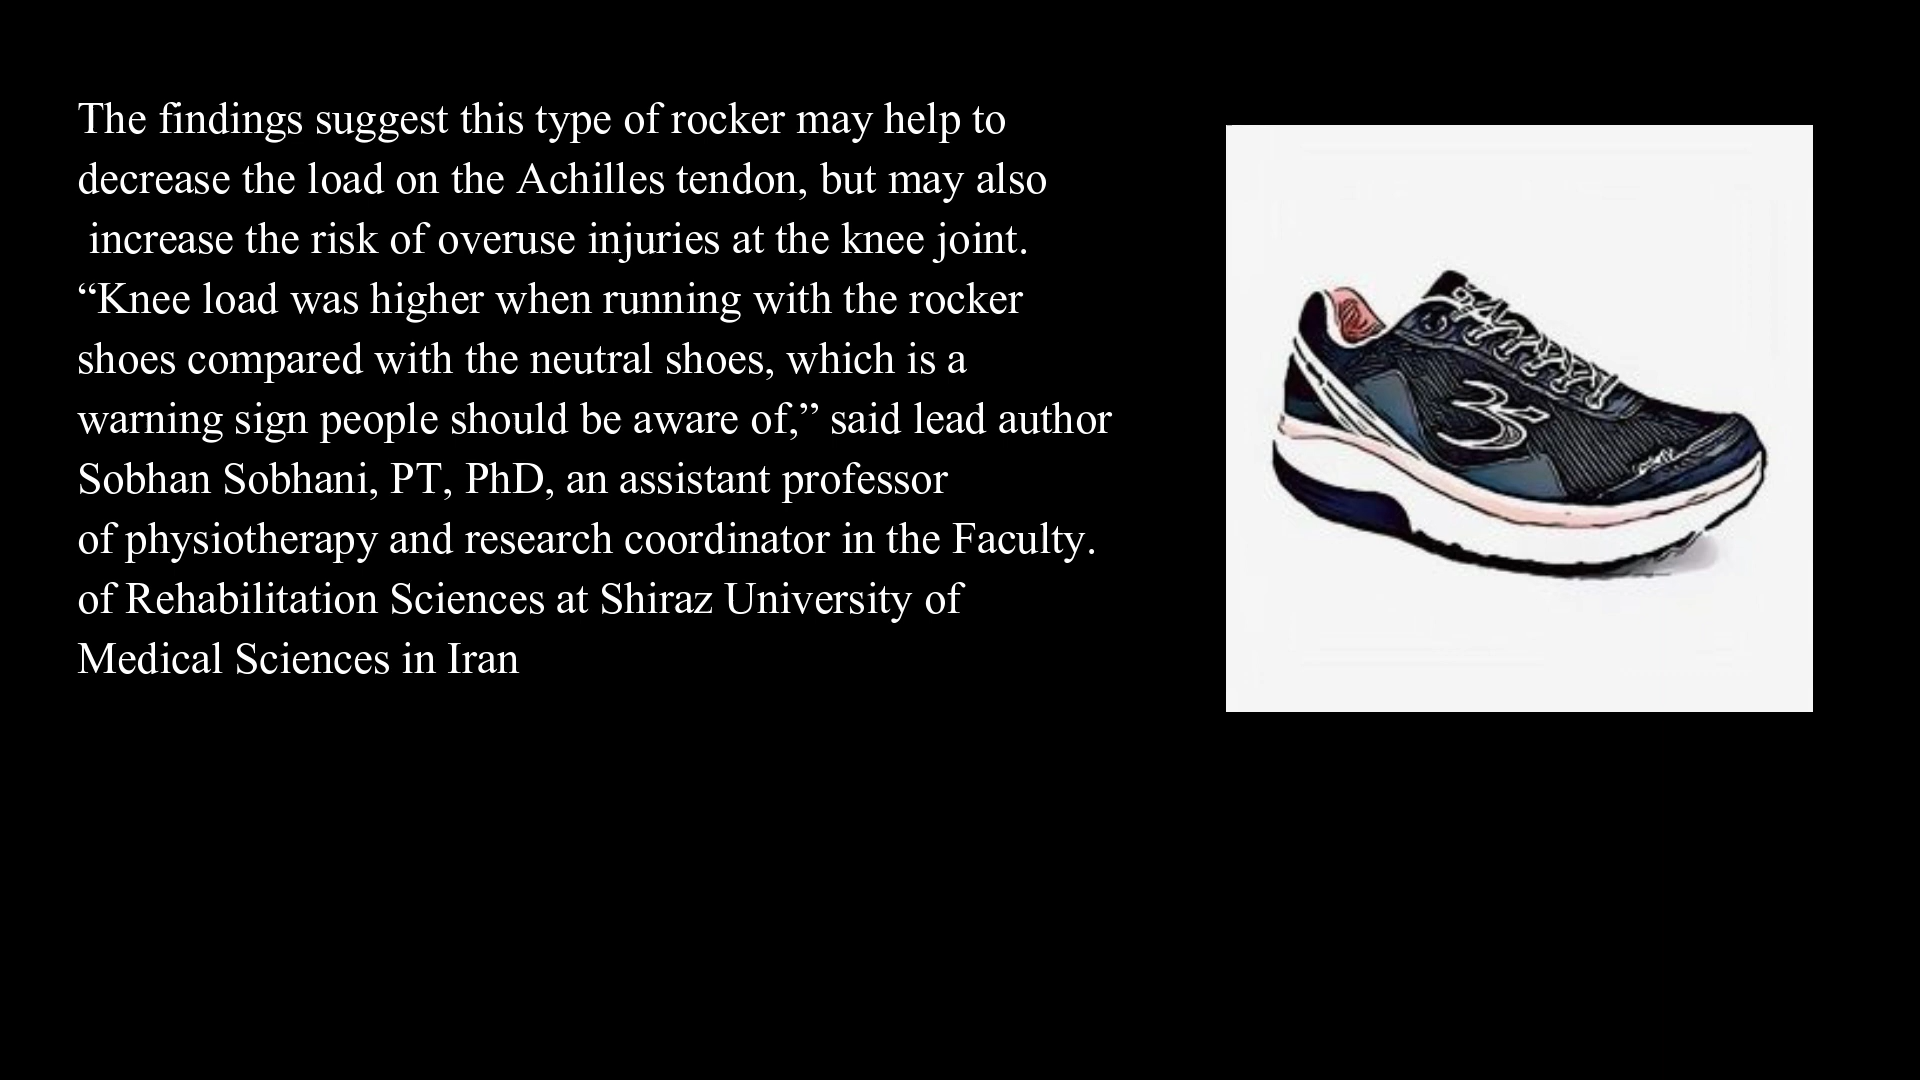 The findings suggest this type of rocker may help to
decrease the load on the Achilles tendon, but may also
increase the risk of overuse injuries at the knee joint.
“Knee load was higher when running with the rocker
shoes compared with the neutral shoes, which is a
warning sign people should be aware of,” said lead author
Sobhan Sobhani, PT, PhD, an assistant professor
of physiotherapy and research coordinator in the Faculty.
of Rehabilitation Sciences at Shiraz University of
Medical Sciences in Iran